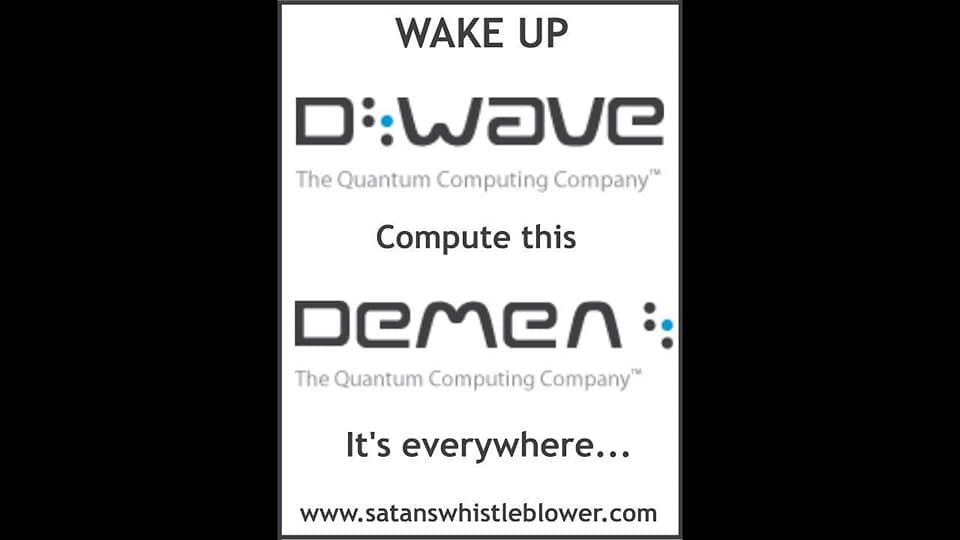 WAKE UP
D:Wave
The Quantum Computing Company™
Compute this
Demen
The Quantum Computing Company™
It's everywhere...
www.satanswhistleblower.com